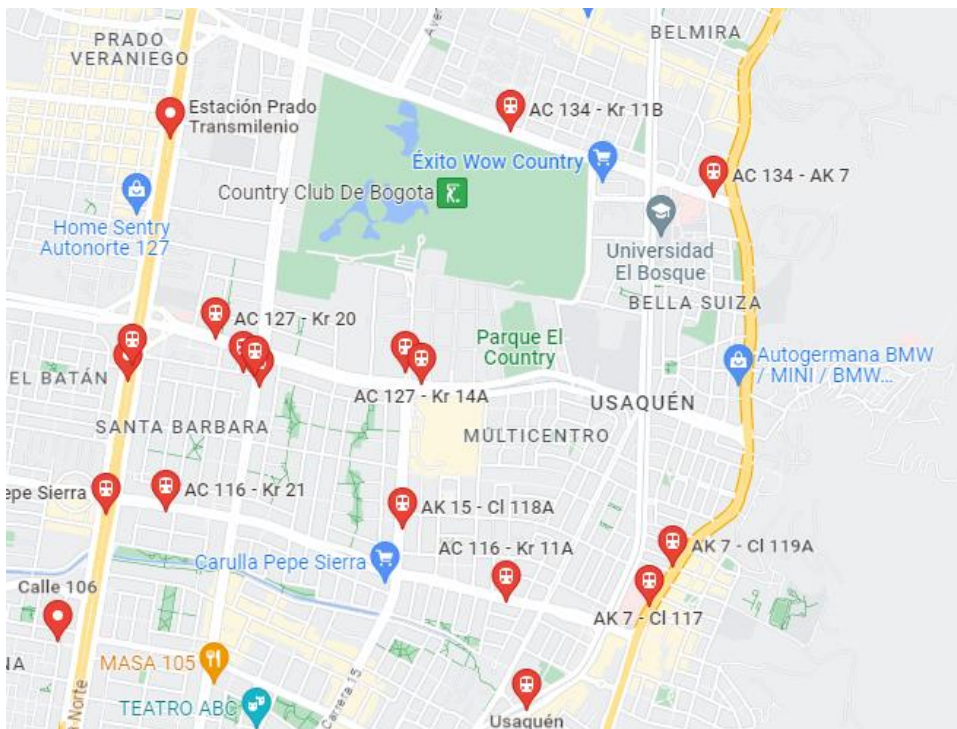 Aven
BELMIRA
PRADO
VERANIEGO
Estación Prado
Transmilenio
AC 134 - Kr 11B
Éxito Wow Country
AC 134 - AK 7
Country Club De Bogota
Home Sentry
Autonorte 127
Universidad
El Bosque
BELLA SUIZA
AC 127 - Kr 20
Parque El
Country
Autogermana BMW
/ MINI / BMW...
EL BATÁN
AC 127 - Kr 14A
USAQUÉN
SANTA BARBARA
MULTICENTRO
epe Sierra
AC 116 - Kr 21
AK 15 - Cl 118A
AC 116 - Kr 11A
AK 7 - Cl 119A
Carulla Pepe Sierra
Calle 106
AK 7 - Cl 117
NA
MASA 105
TEATRO ABC
Carrera 15
-Norte
Usaquén